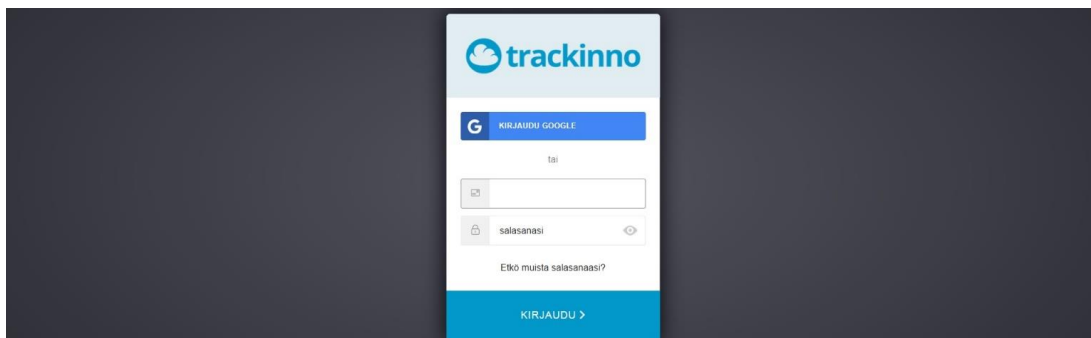 trackinno
KIRJAUDU GOOGLE
tai
salasanasi
Etkö muista salasanaasi?
KIRJAUDU >